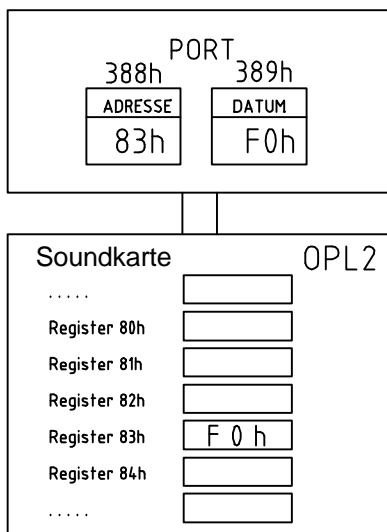 PORT
388h 389h
ADRESSE DATUM
83h F0h
Soundkarte OPL2
.....
Register 80h
Register 81h
Register 82h
Register 83h F0h
Register 84h
.....